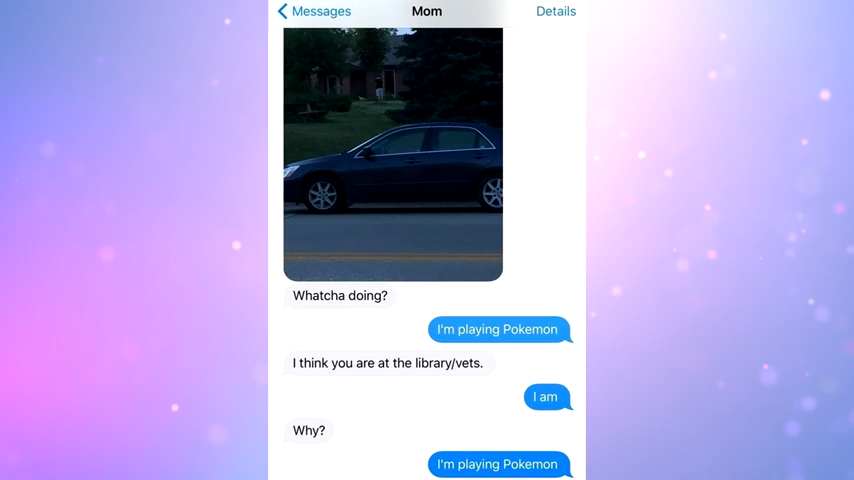 Messages
Mom
Details
Whatcha doing?
I'm playing Pokemon
I think you are at the library/vets.
I am
Why?
I'm playing Pokemon